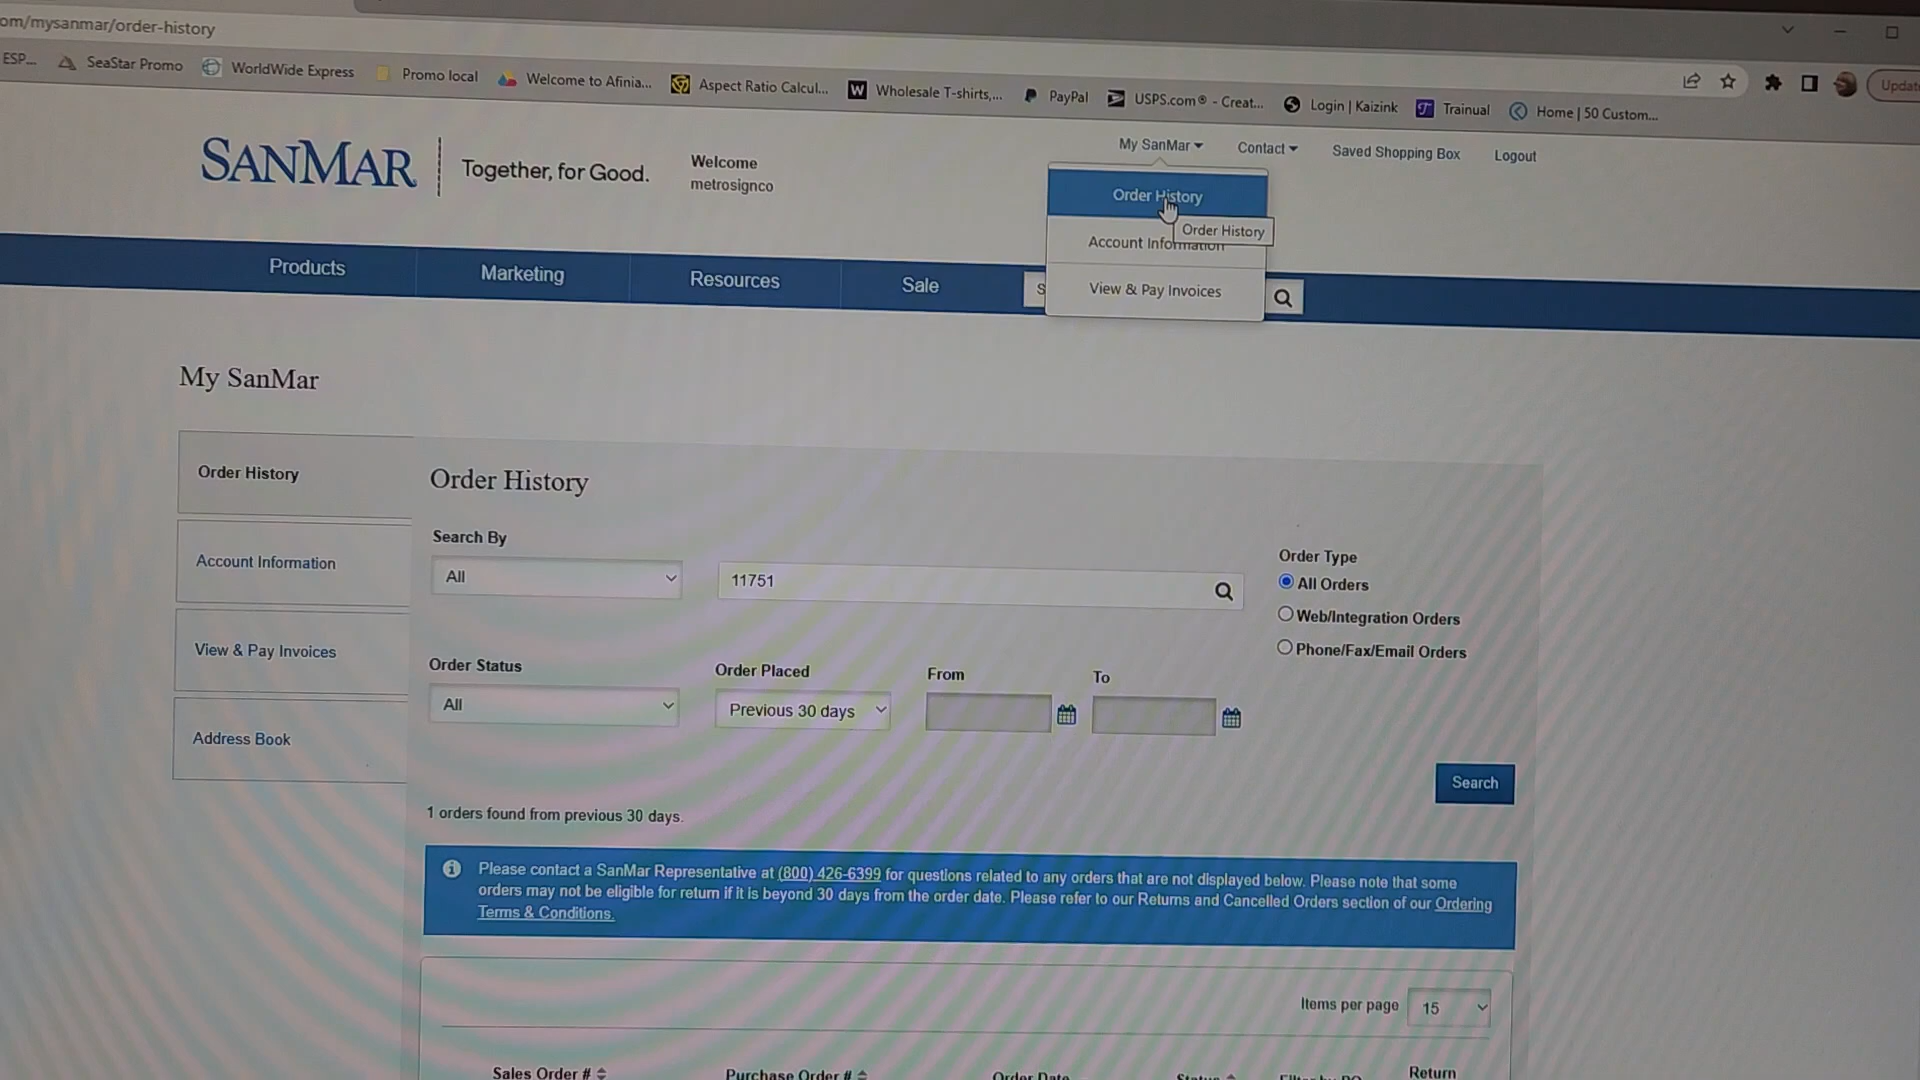 om/mysanmar/order-history
ESP... SeaStar Promo WorldWide Express Promo local Welcome to Afinia... Aspect Ratio Calcul... W Wholesale T-shirts,... PayPal USPS.com® - Creat... Login | Kaizink Trainual Home | 50 Custom...
Updat
SANMAR Together, for Good.
Welcome
metrosignco
My SanMar Contact Saved Shopping Box Logout
Order History
Order History
Account Information
View & Pay Invoices
Products Marketing Resources Sale S
My SanMar
Order History
Account Information
View & Pay Invoices
Address Book
Order History
Search By
All 11751
Order Type
All Orders
Web/Integration Orders
Phone/Fax/Email Orders
Order Status Order Placed From To
All Previous 30 days
Search
1 orders found from previous 30 days.
Please contact a SanMar Representative at (800) 426-6399 for questions related to any orders that are not displayed below. Please note that some
orders may not be eligible for return if it is beyond 30 days from the order date. Please refer to our Returns and Cancelled Orders section of our Ordering
Terms & Conditions.
Items per page 15
Sales Order # Purchase Order # Order Date Status Filter by PO Return